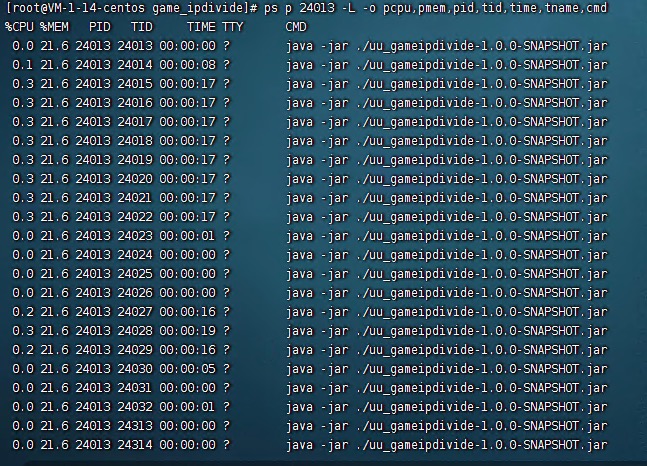 [root@VM-1-14-centos game_ipdivide]# ps p 24013 -L -o pcpu,pmem,pid,tid,time,tname,cmd
%CPU %MEM   PID   TID     TIME TTY      CMD
 0.0 21.6 24013 24013 00:00:00 ?        java -jar ./uu_gameipdivide-1.0.0-SNAPSHOT.jar
 0.1 21.6 24013 24014 00:00:08 ?        java -jar ./uu_gameipdivide-1.0.0-SNAPSHOT.jar
 0.3 21.6 24013 24015 00:00:17 ?        java -jar ./uu_gameipdivide-1.0.0-SNAPSHOT.jar
 0.3 21.6 24013 24016 00:00:17 ?        java -jar ./uu_gameipdivide-1.0.0-SNAPSHOT.jar
 0.3 21.6 24013 24017 00:00:17 ?        java -jar ./uu_gameipdivide-1.0.0-SNAPSHOT.jar
 0.3 21.6 24013 24018 00:00:17 ?        java -jar ./uu_gameipdivide-1.0.0-SNAPSHOT.jar
 0.3 21.6 24013 24019 00:00:17 ?        java -jar ./uu_gameipdivide-1.0.0-SNAPSHOT.jar
 0.3 21.6 24013 24020 00:00:17 ?        java -jar ./uu_gameipdivide-1.0.0-SNAPSHOT.jar
 0.3 21.6 24013 24021 00:00:17 ?        java -jar ./uu_gameipdivide-1.0.0-SNAPSHOT.jar
 0.3 21.6 24013 24022 00:00:17 ?        java -jar ./uu_gameipdivide-1.0.0-SNAPSHOT.jar
 0.0 21.6 24013 24023 00:00:01 ?        java -jar ./uu_gameipdivide-1.0.0-SNAPSHOT.jar
 0.0 21.6 24013 24024 00:00:00 ?        java -jar ./uu_gameipdivide-1.0.0-SNAPSHOT.jar
 0.0 21.6 24013 24025 00:00:00 ?        java -jar ./uu_gameipdivide-1.0.0-SNAPSHOT.jar
 0.0 21.6 24013 24026 00:00:00 ?        java -jar ./uu_gameipdivide-1.0.0-SNAPSHOT.jar
 0.2 21.6 24013 24027 00:00:16 ?        java -jar ./uu_gameipdivide-1.0.0-SNAPSHOT.jar
 0.3 21.6 24013 24028 00:00:19 ?        java -jar ./uu_gameipdivide-1.0.0-SNAPSHOT.jar
 0.2 21.6 24013 24029 00:00:16 ?        java -jar ./uu_gameipdivide-1.0.0-SNAPSHOT.jar
 0.0 21.6 24013 24030 00:00:05 ?        java -jar ./uu_gameipdivide-1.0.0-SNAPSHOT.jar
 0.0 21.6 24013 24031 00:00:00 ?        java -jar ./uu_gameipdivide-1.0.0-SNAPSHOT.jar
 0.0 21.6 24013 24032 00:00:01 ?        java -jar ./uu_gameipdivide-1.0.0-SNAPSHOT.jar
 0.0 21.6 24013 24313 00:00:00 ?        java -jar ./uu_gameipdivide-1.0.0-SNAPSHOT.jar
 0.0 21.6 24013 24314 00:00:00 ?        java -jar ./uu_gameipdivide-1.0.0-SNAPSHOT.jar